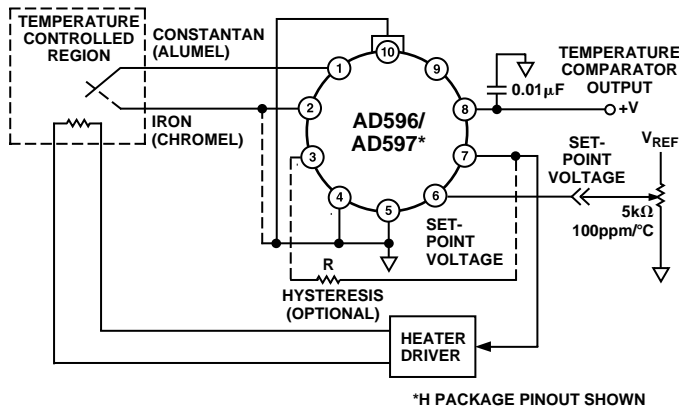 TEMPERATURE
CONTROLLED
REGION
CONSTANTAN
(ALUMEL)
IRON
(CHROMEL)
1
2
3
4
5
6
7
8
9
10
AD596/
AD597*
0.01µF
TEMPERATURE
COMPARATOR
OUTPUT
+V
SET-
POINT
VOLTAGE
VREF
5kΩ
100ppm/°C
SET-
POINT
VOLTAGE
R
HYSTERESIS
(OPTIONAL)
HEATER
DRIVER
*H PACKAGE PINOUT SHOWN